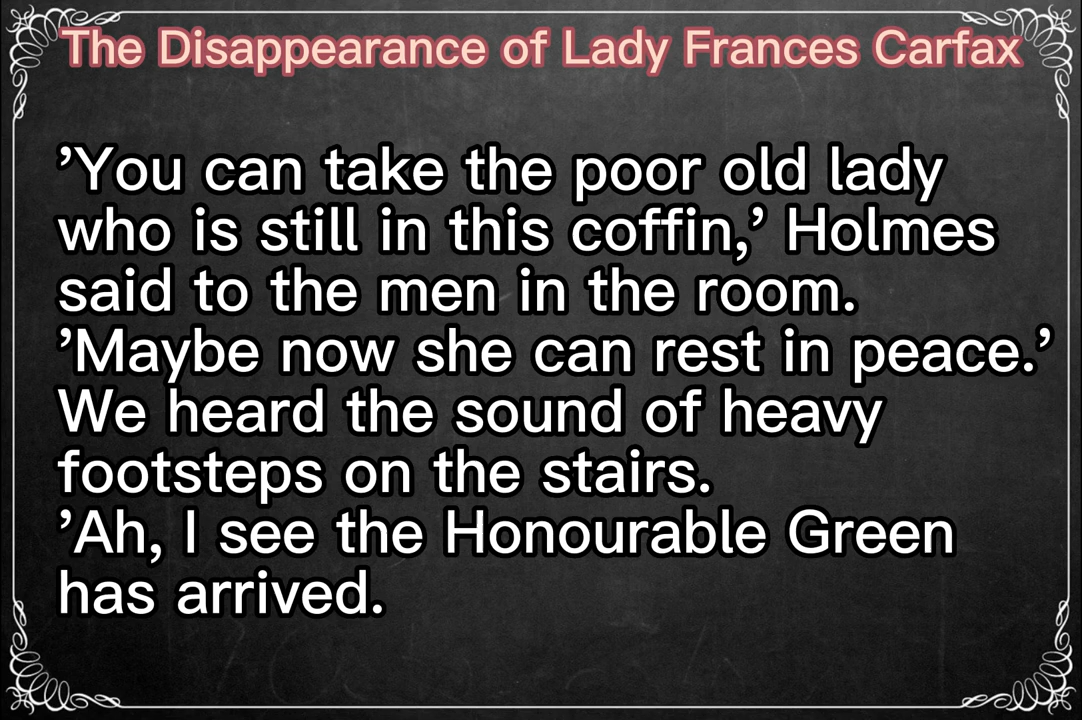 The Disappearance of Lady Frances Carfax
’You can take the poor old lady
who is still in this coffin,’ Holmes
said to the men in the room.
’Maybe now she can rest in peace.’
We heard the sound of heavy
footsteps on the stairs.
’Ah, I see the Honourable Green
has arrived.